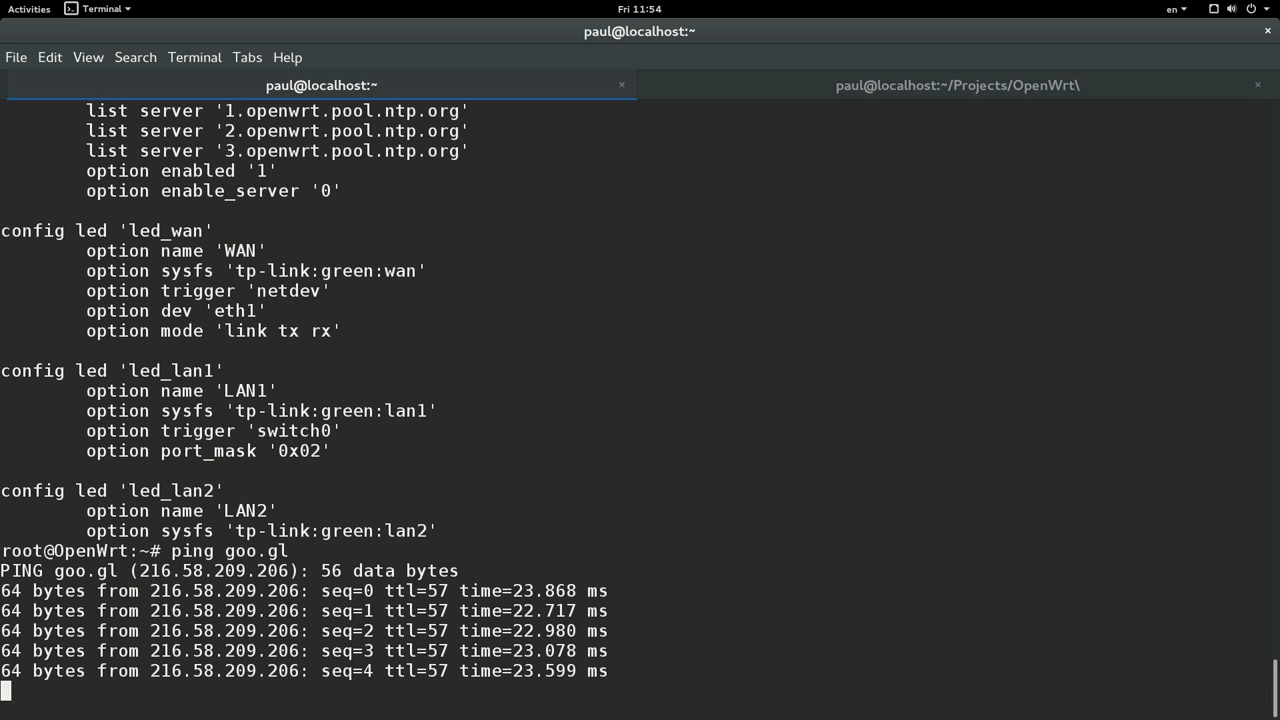 Activities Terminal Fri 11:54 en
paul@localhost:~
File Edit View Search Terminal Tabs Help
paul@localhost:~ paul@localhost:~/Projects/OpenWrt\
list server '1.openwrt.pool.ntp.org'
list server '2.openwrt.pool.ntp.org'
list server '3.openwrt.pool.ntp.org'
option enabled '1'
option enable_server '0'
config led 'led_wan'
option name 'WAN'
option sysfs 'tp-link:green:wan'
option trigger 'netdev'
option dev 'eth1'
option mode 'link tx rx'
config led 'led_lan1'
option name 'LAN1'
option sysfs 'tp-link:green:lan1'
option trigger 'switch0'
option port_mask '0x02'
config led 'led_lan2'
option name 'LAN2'
option sysfs 'tp-link:green:lan2'
root@OpenWrt:~# ping goo.gl
PING goo.gl (216.58.209.206): 56 data bytes
64 bytes from 216.58.209.206: seq=0 ttl=57 time=23.868 ms
64 bytes from 216.58.209.206: seq=1 ttl=57 time=22.717 ms
64 bytes from 216.58.209.206: seq=2 ttl=57 time=22.980 ms
64 bytes from 216.58.209.206: seq=3 ttl=57 time=23.078 ms
64 bytes from 216.58.209.206: seq=4 ttl=57 time=23.599 ms